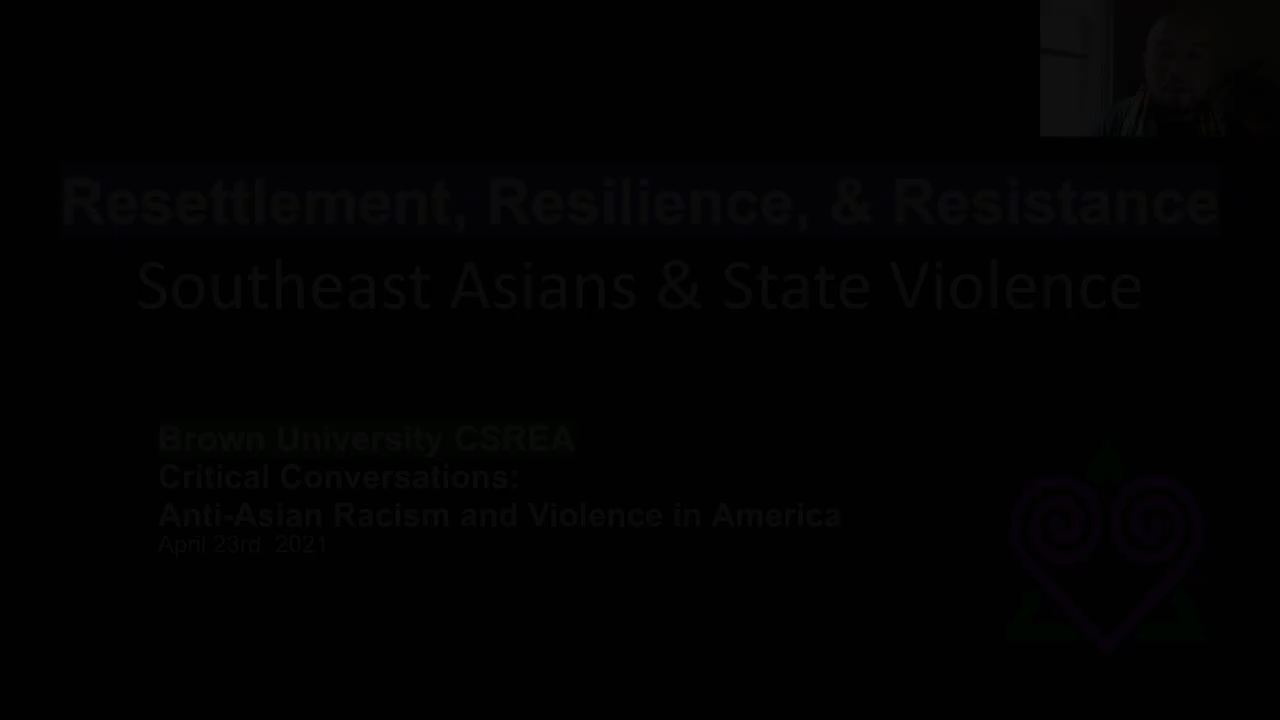 Resettlement, Resilience, & Resistance
Southeast Asians & State Violence
Brown University CSREA
Critical Conversations:
Anti-Asian Racism and Violence in America
April 23rd, 2021